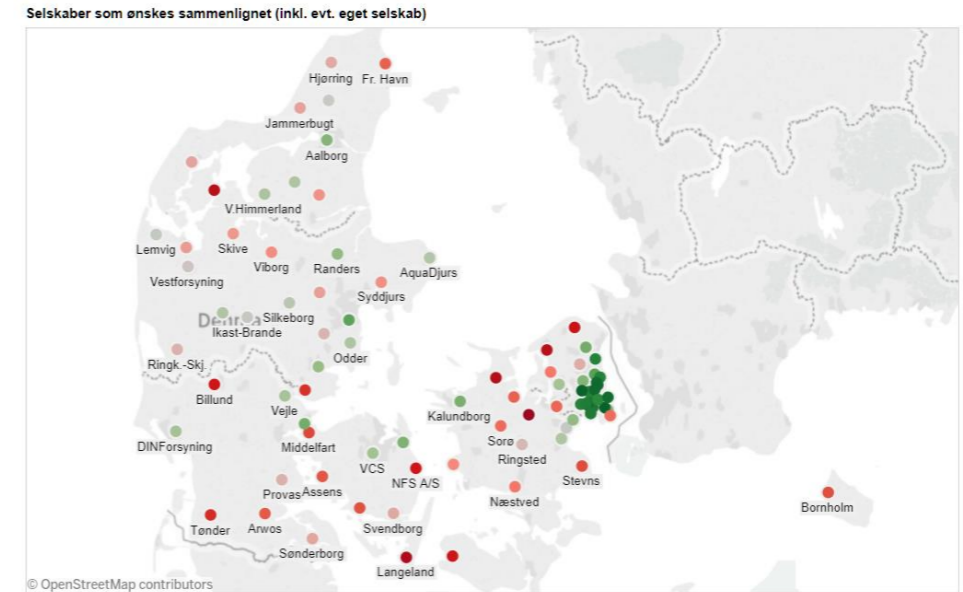 Selskaber som ønskes sammenlignet (inkl. evt. eget selskab)
Hjørring
Fr. Havn
Jammerbugt
Aalborg
V.Himmerland
Lemvig
Skive
Viborg
Randers
AquaDjurs
Vestforsyning
Syddjurs
Silkeborg
Ikast-Brande
Odder
Ringk.-Skj.
Billund
Vejle
Kalundborg
DINForsyning
Middelfart
Sorø
Ringsted
VCS
NFS A/S
Stevns
Provas
Assens
Næstved
Bornholm
Tønder
Arwos
Svendborg
Sønderborg
Langeland
© OpenStreetMap contributors